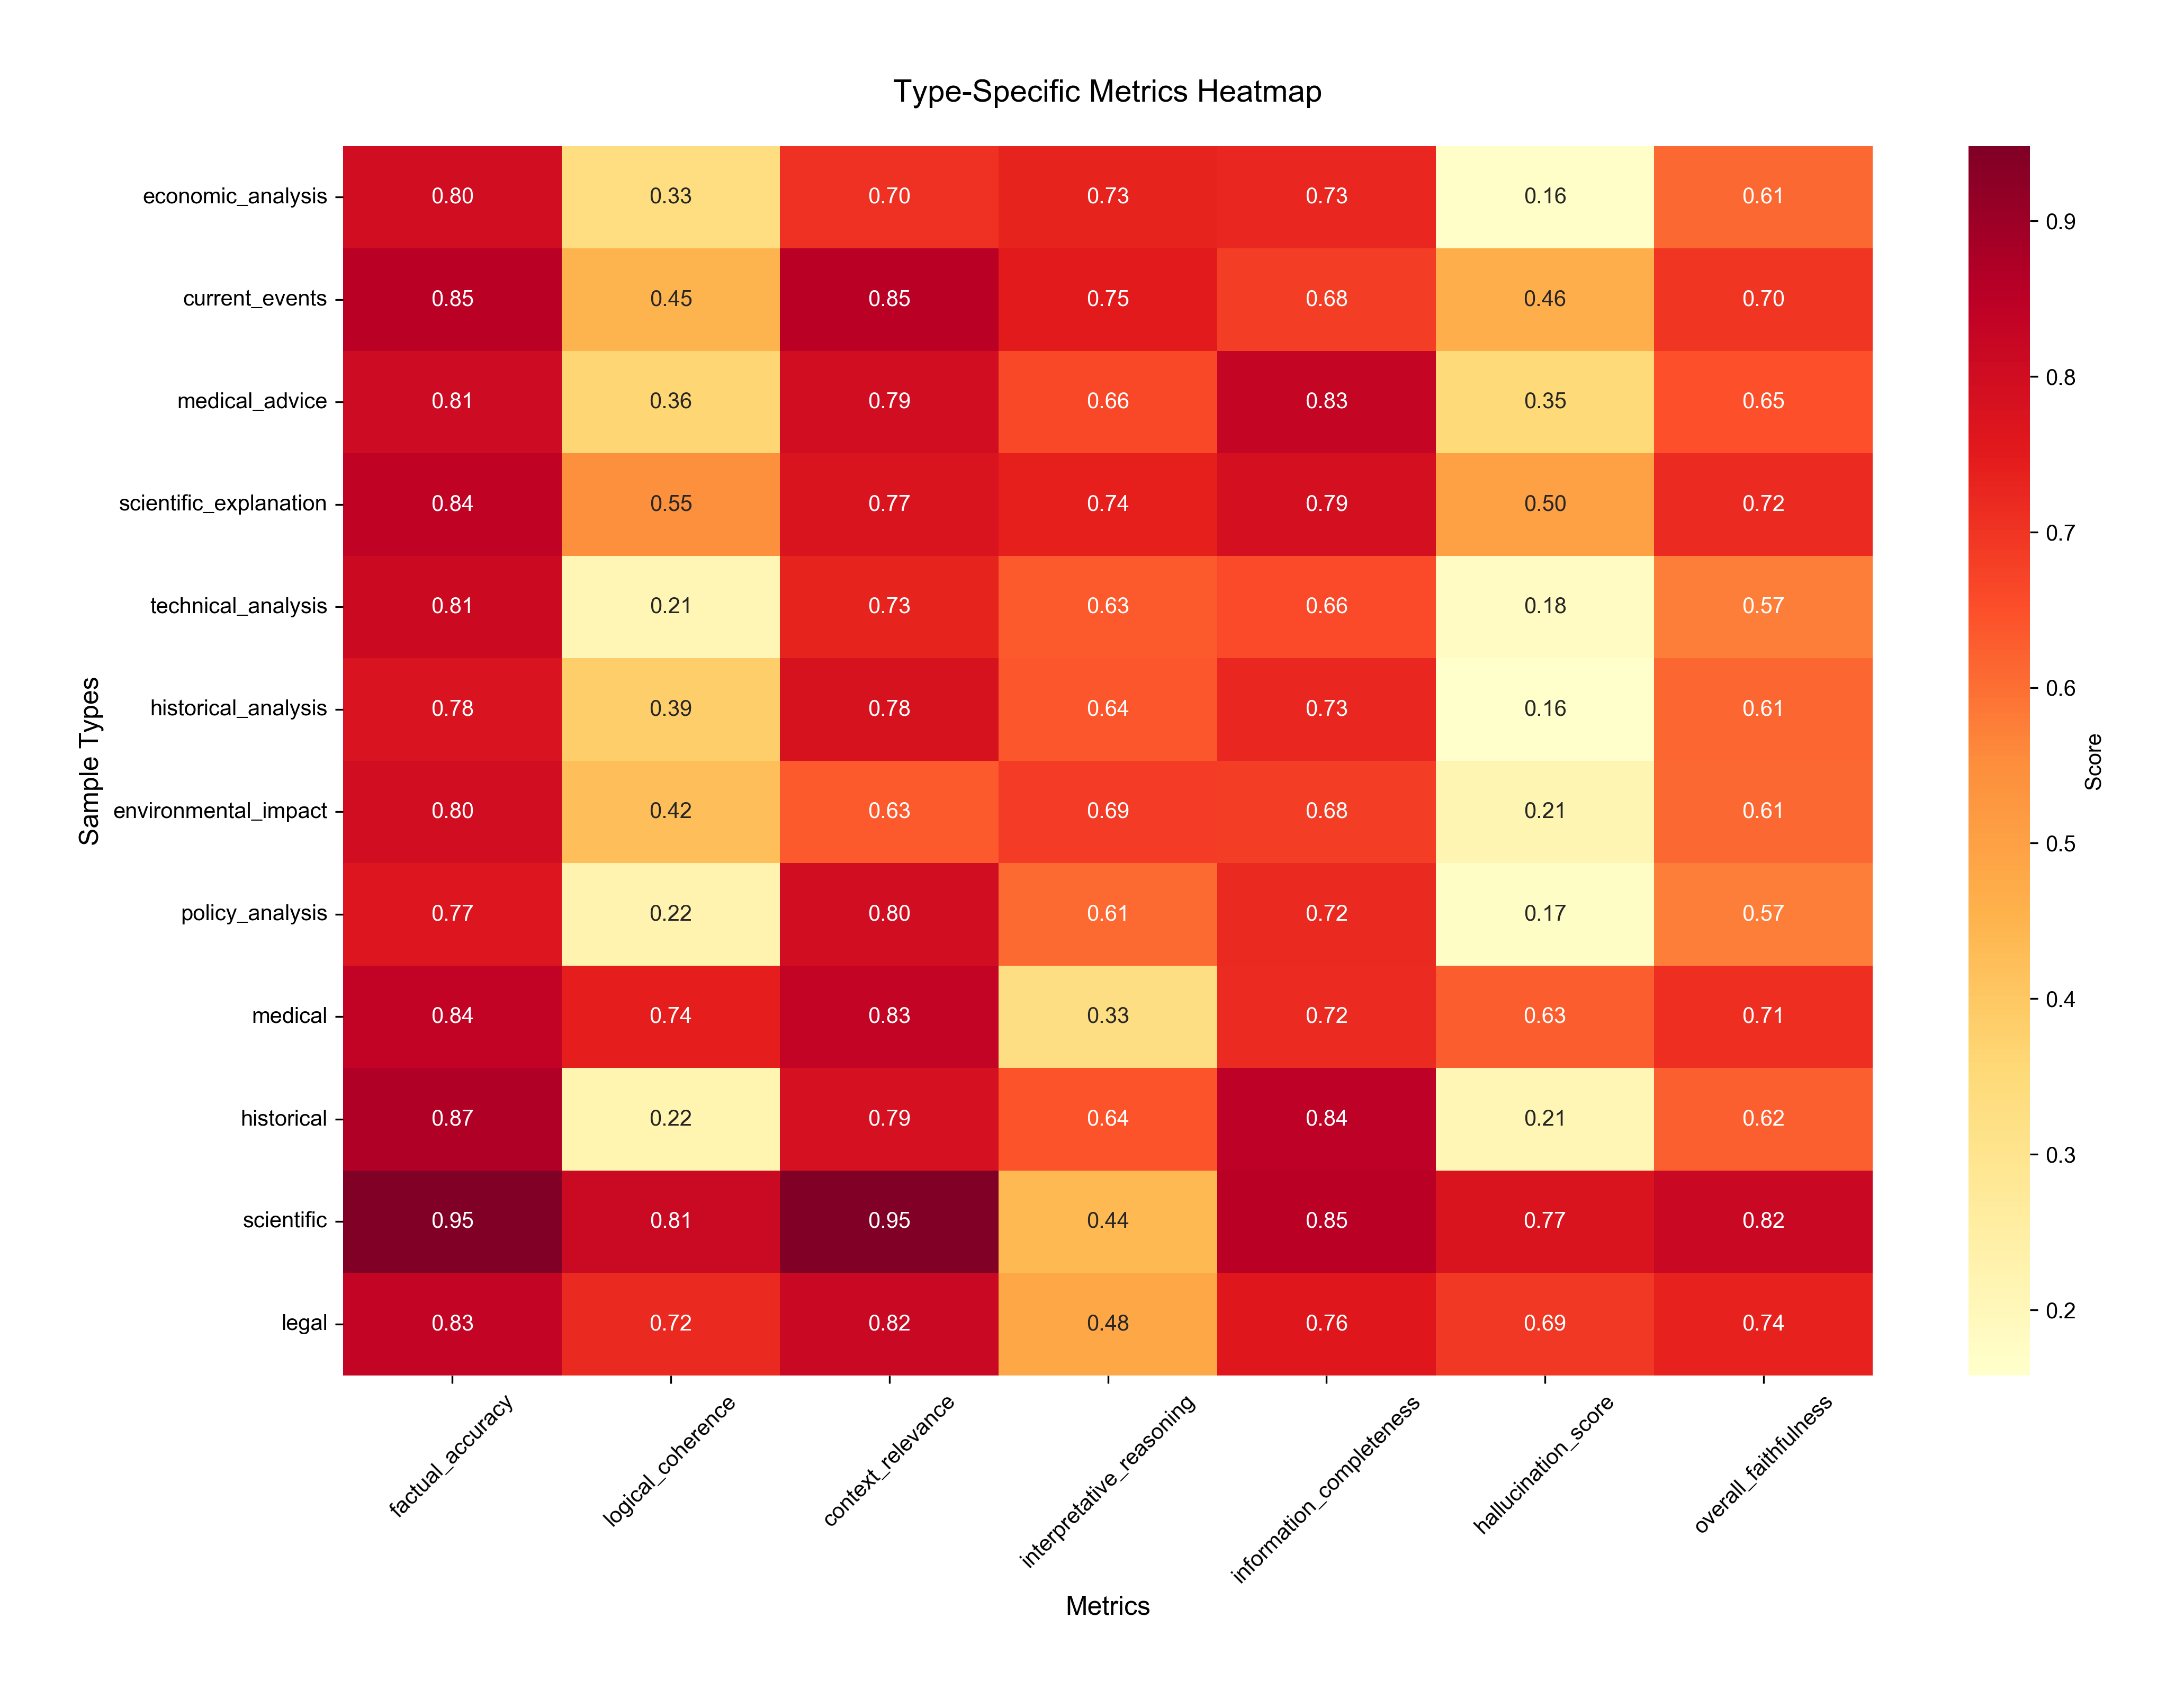 Type-Specific Metrics Heatmap
Sample Types
economic_analysis 0.80 0.33 0.70 0.73 0.73 0.16 0.61
current_events 0.85 0.45 0.85 0.75 0.68 0.46 0.70
medical_advice 0.81 0.36 0.79 0.66 0.83 0.35 0.65
scientific_explanation 0.84 0.55 0.77 0.74 0.79 0.50 0.72
technical_analysis 0.81 0.21 0.73 0.63 0.66 0.18 0.57
historical_analysis 0.78 0.39 0.78 0.64 0.73 0.16 0.61
environmental_impact 0.80 0.42 0.63 0.69 0.68 0.21 0.61
policy_analysis 0.77 0.22 0.80 0.61 0.72 0.17 0.57
medical 0.84 0.74 0.83 0.33 0.72 0.63 0.71
historical 0.87 0.22 0.79 0.64 0.84 0.21 0.62
scientific 0.95 0.81 0.95 0.44 0.85 0.77 0.82
legal 0.83 0.72 0.82 0.48 0.76 0.69 0.74
factual_accuracy
logical_coherence
context_relevance
interpretative_reasoning
information_completeness
hallucination_score
overall_faithfulness
Metrics
0.9
0.8
0.7
0.6
0.5
0.4
0.3
0.2
Score